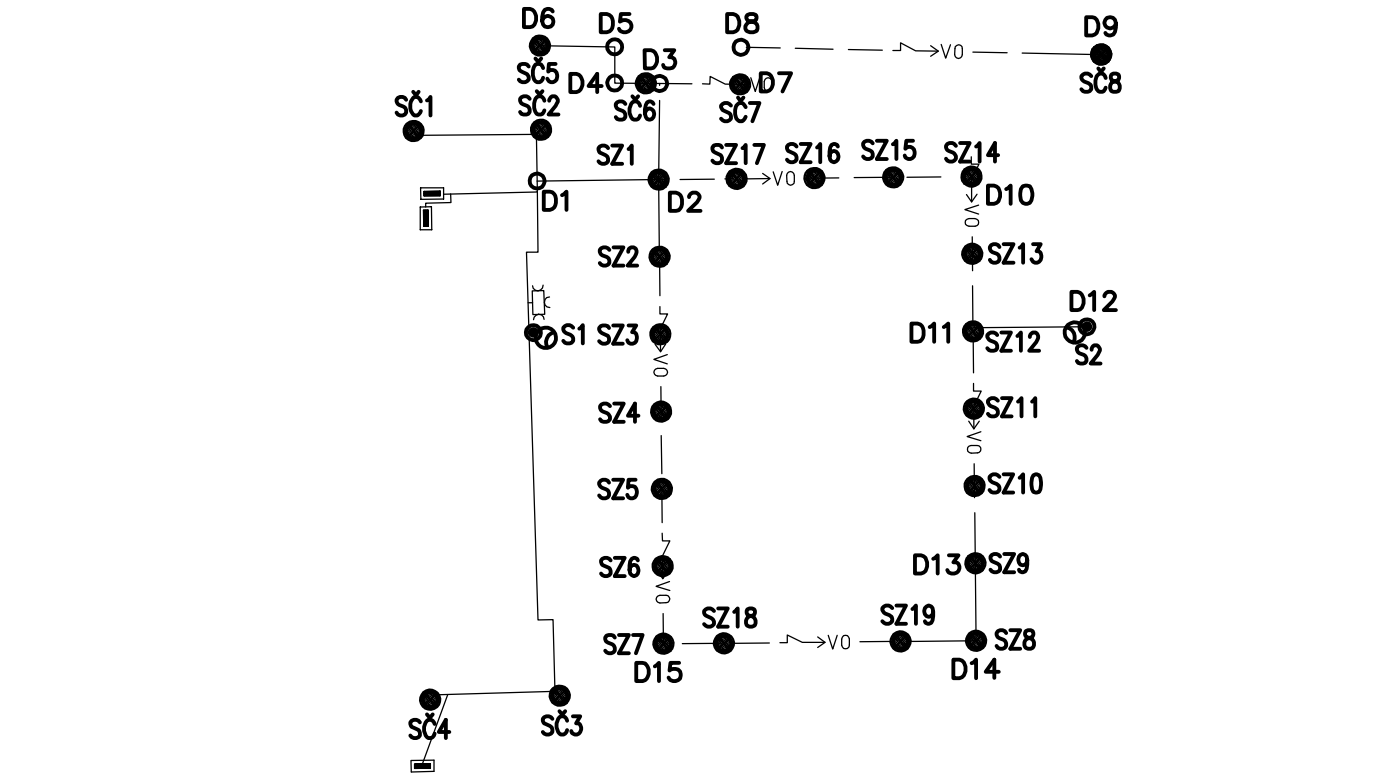 D6 D5 D8 D9
D3 VO
SČ5 D4 D7 SČ8
SČ1 SČ2 SČ6 SČ7
SZ1 SZ17 SZ16 SZ15 SZ14
VO
D1 D2 D10
VO
SZ2 SZ13
D12
S1 SZ3 D11 SZ12
VO S2
SZ4 SZ11
VO
SZ5 SZ10
SZ6 D13 SZ9
VO
SZ18 SZ19
SZ7 VO SZ8
D15 D14
SČ4 SČ3